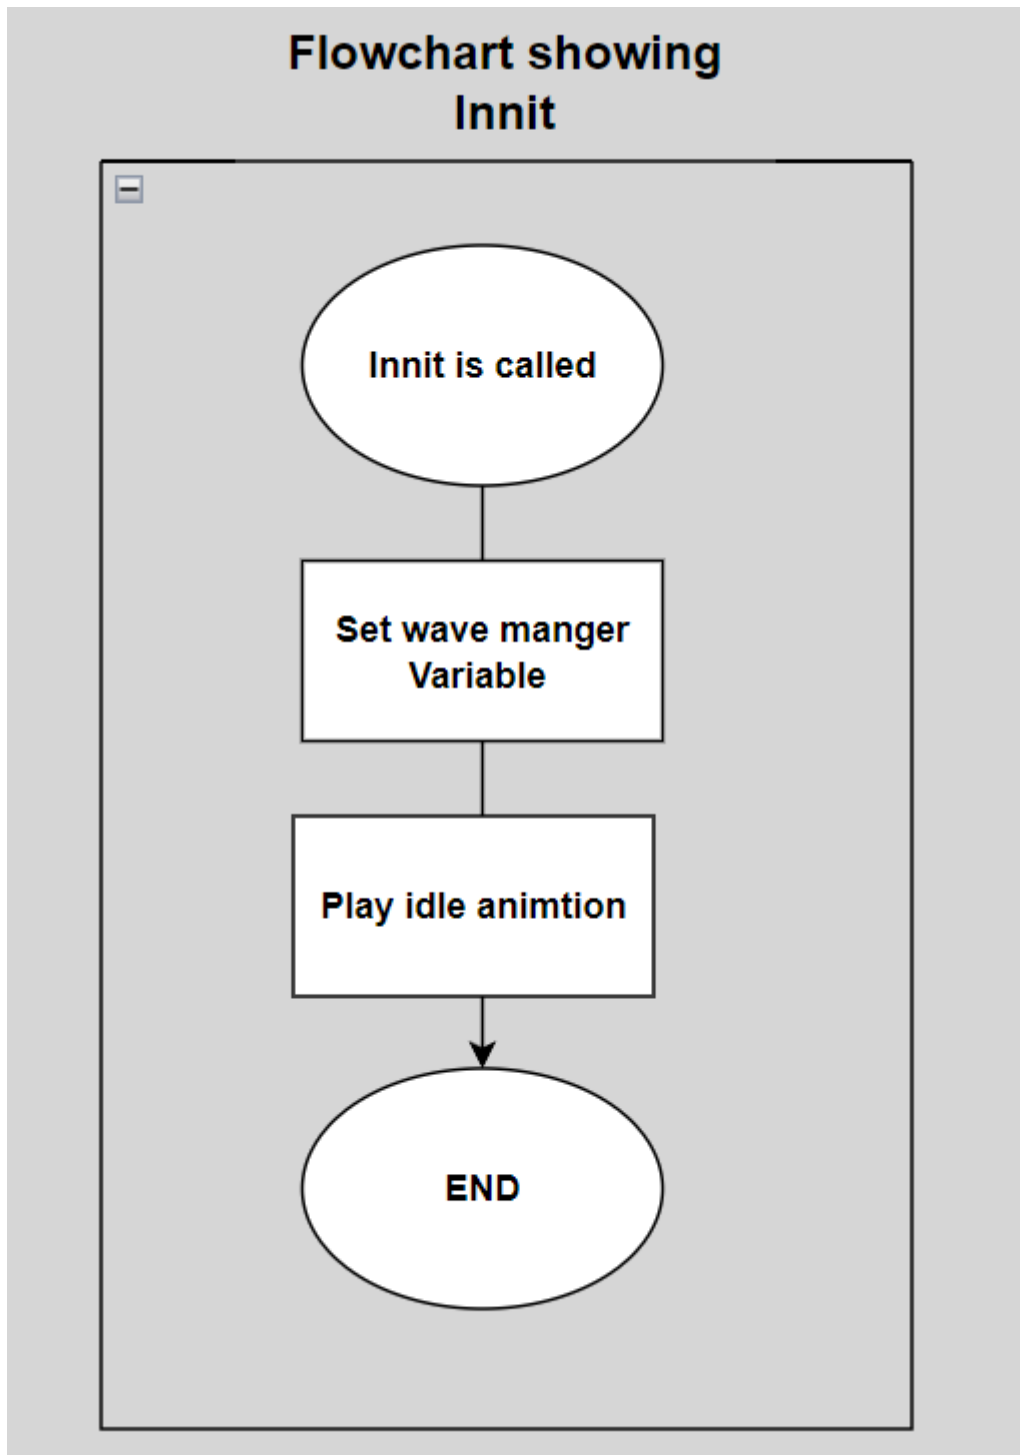 Flowchart showing
Innit
Innit is called
Set wave manger
Variable
Play idle animtion
END